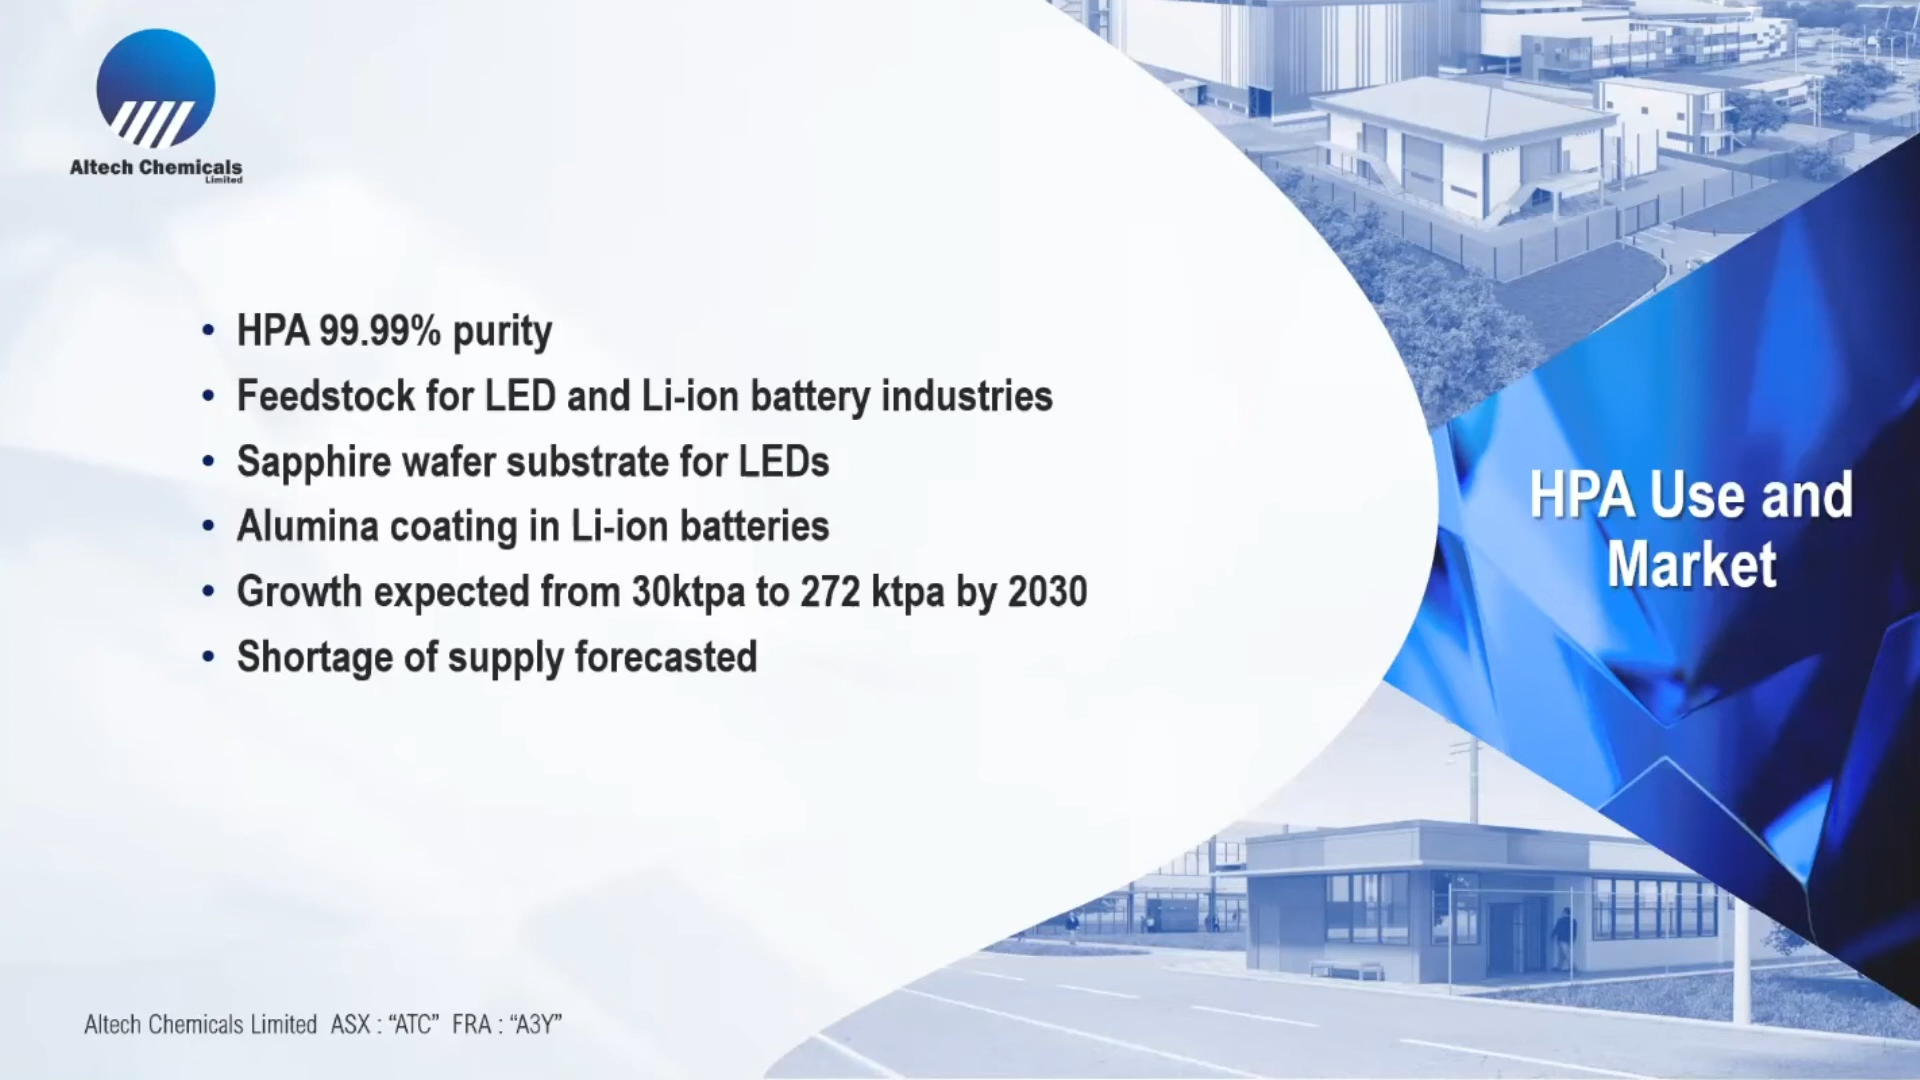 Altech Chemicals
Limited
• HPA 99.99% purity
• Feedstock for LED and Li-ion battery industries
• Sapphire wafer substrate for LEDs
• Alumina coating in Li-ion batteries
• Growth expected from 30ktpa to 272 ktpa by 2030
• Shortage of supply forecasted
HPA Use and
Market
Altech Chemicals Limited ASX : “ATC” FRA : “A3Y”